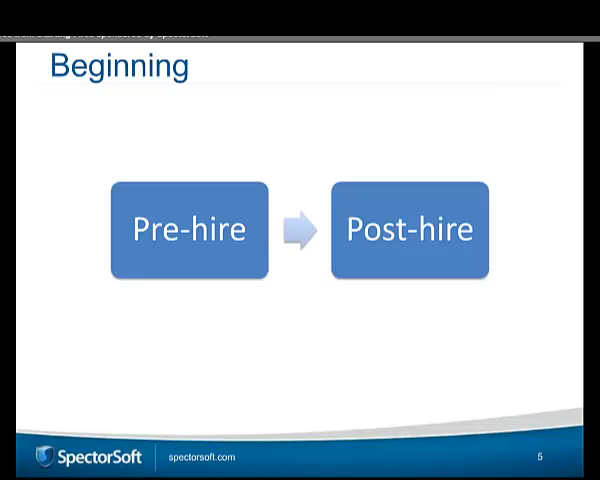 Beginning
Pre-hire
Post-hire
SpectorSoft
spectorsoft.com
5